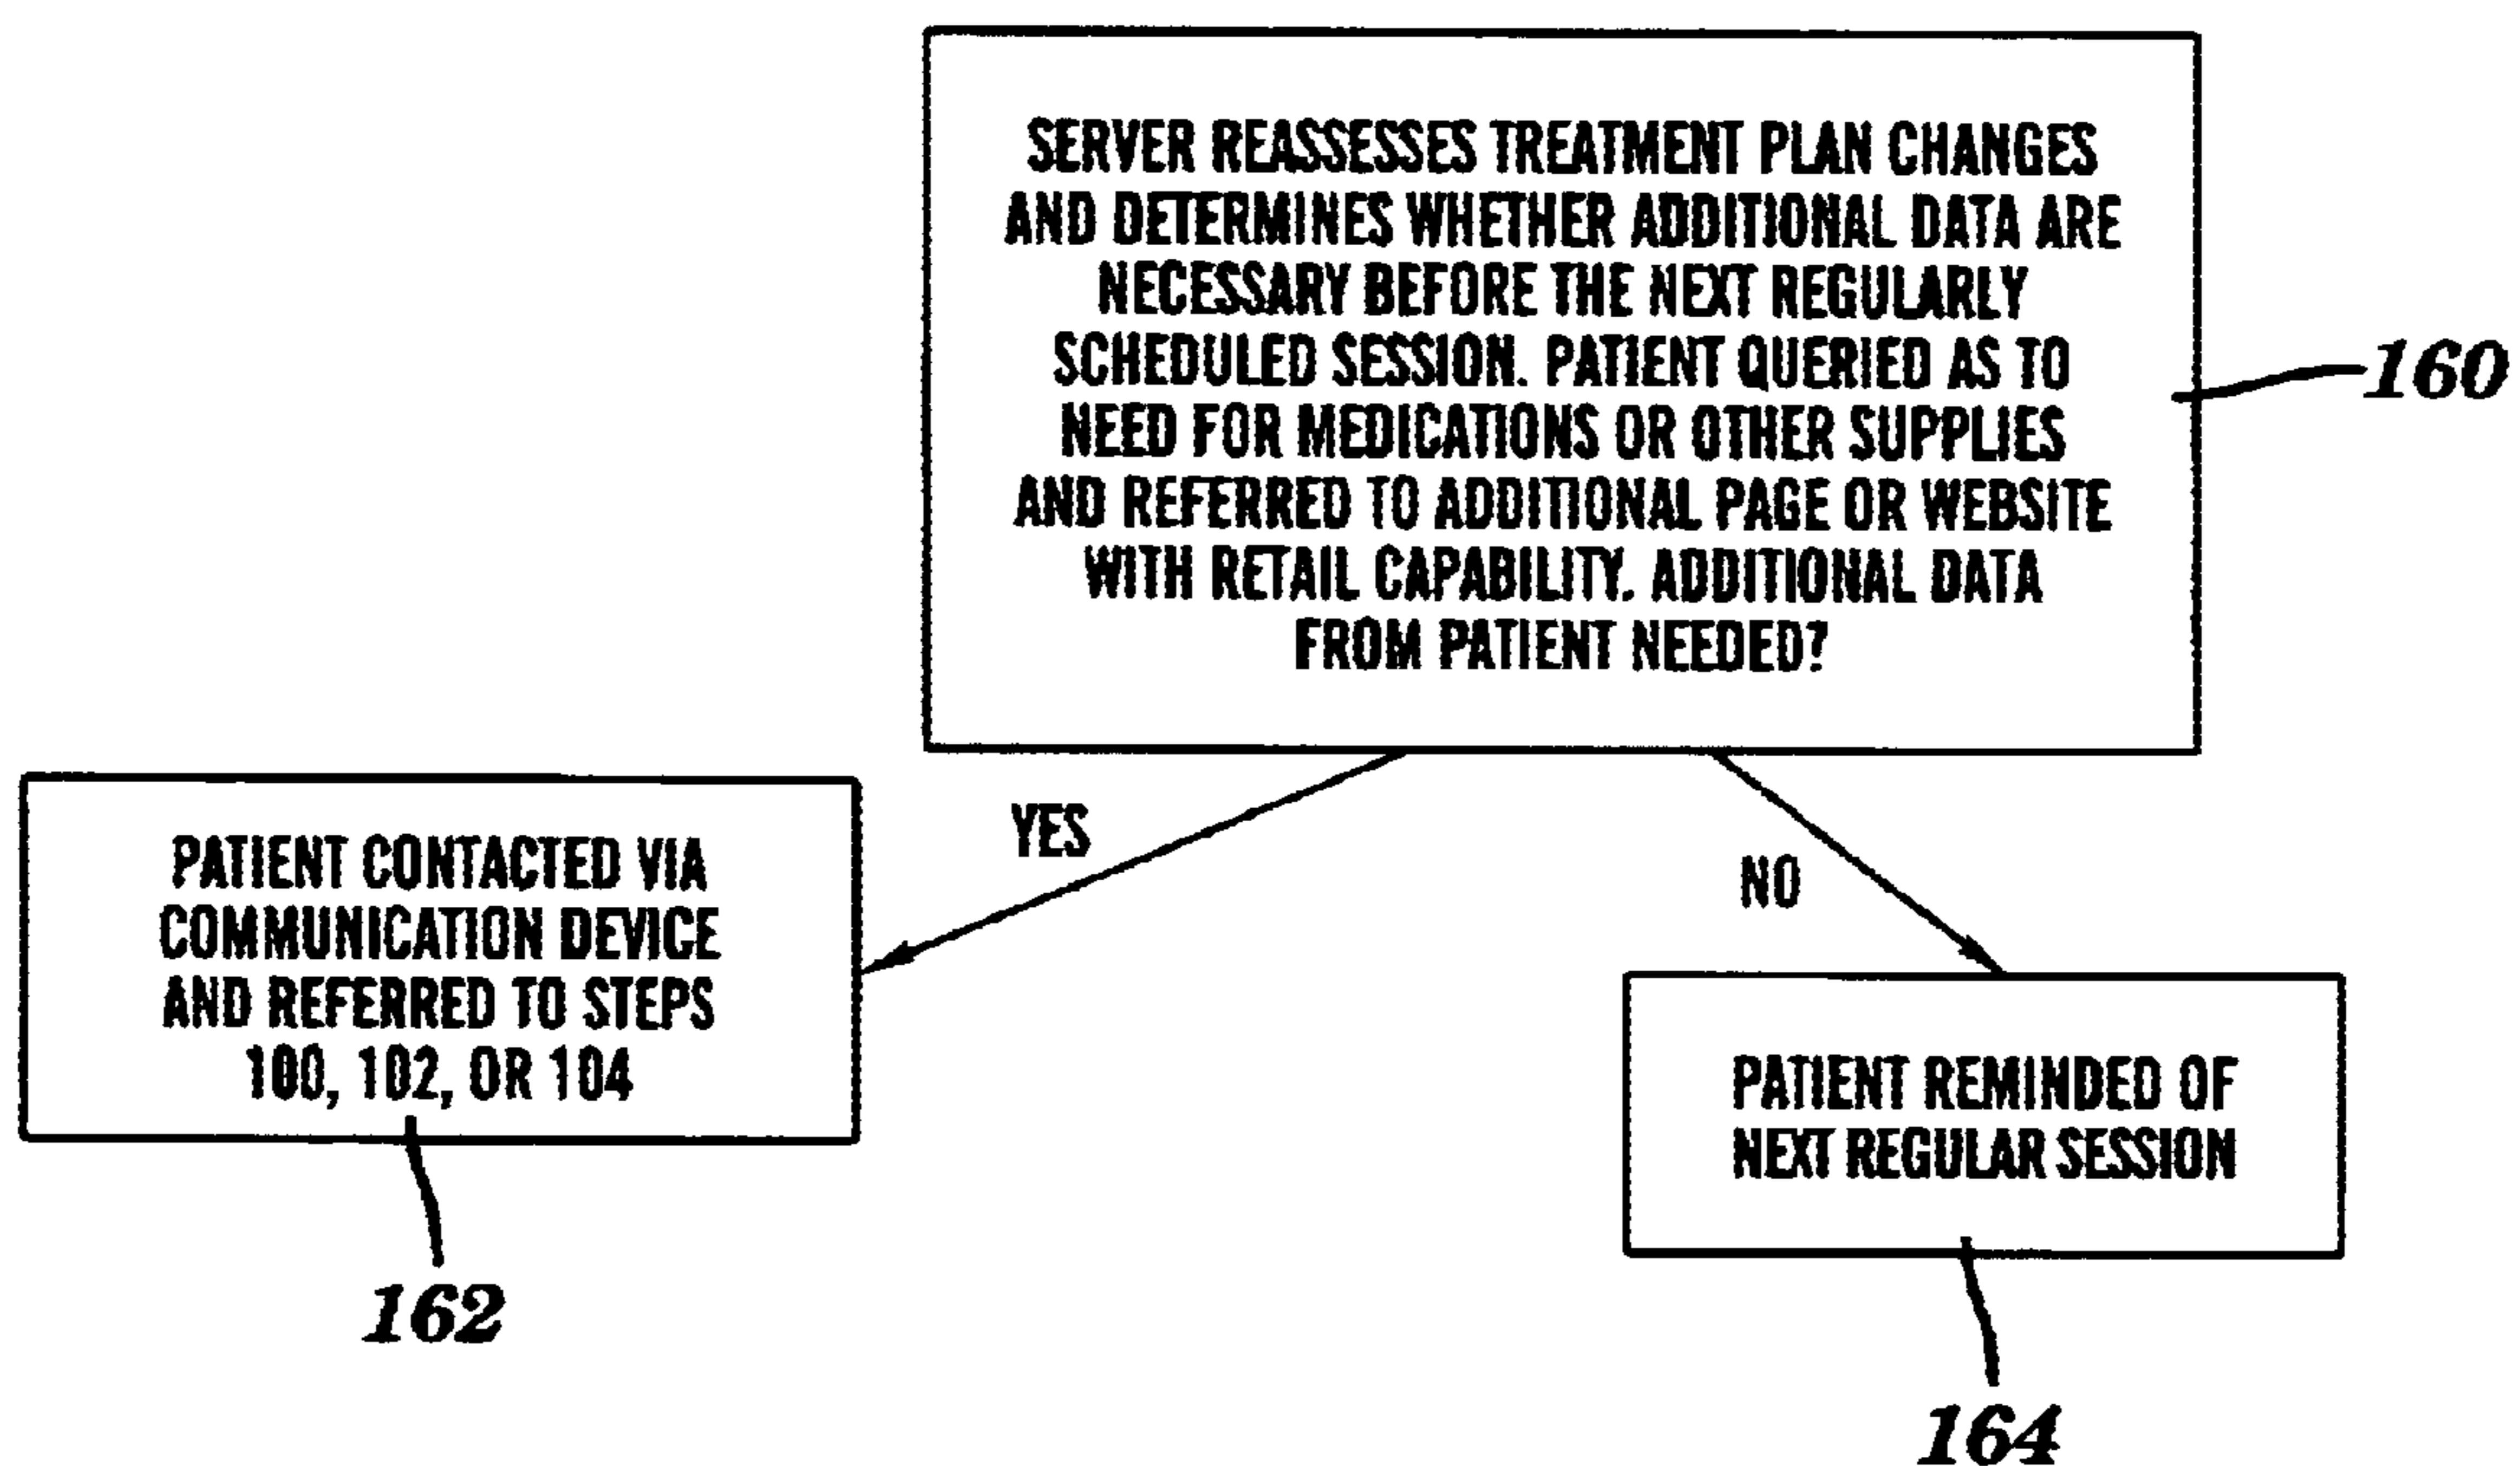 SERVER REASSESSES TREATMENT PLAN CHANGES
AND DETERMINES WHETHER ADDITIONAL DATA ARE
NECESSARY BEFORE THE NEXT REGULARLY
SCHEDULED SESSION. PATIENT QUERIED AS TO
NEED FOR MEDICATIONS OR OTHER SUPPLIES
AND REFERRED TO ADDITIONAL PAGE OR WEBSITE
WITH RETAIL CAPABILITY. ADDITIONAL DATA
FROM PATIENT NEEDED?
160
YES
NO
PATIENT CONTACTED VIA
COMMUNICATION DEVICE
AND REFERRED TO STEPS
100, 102, OR 104
162
PATIENT REMINDED OF
NEXT REGULAR SESSION
164